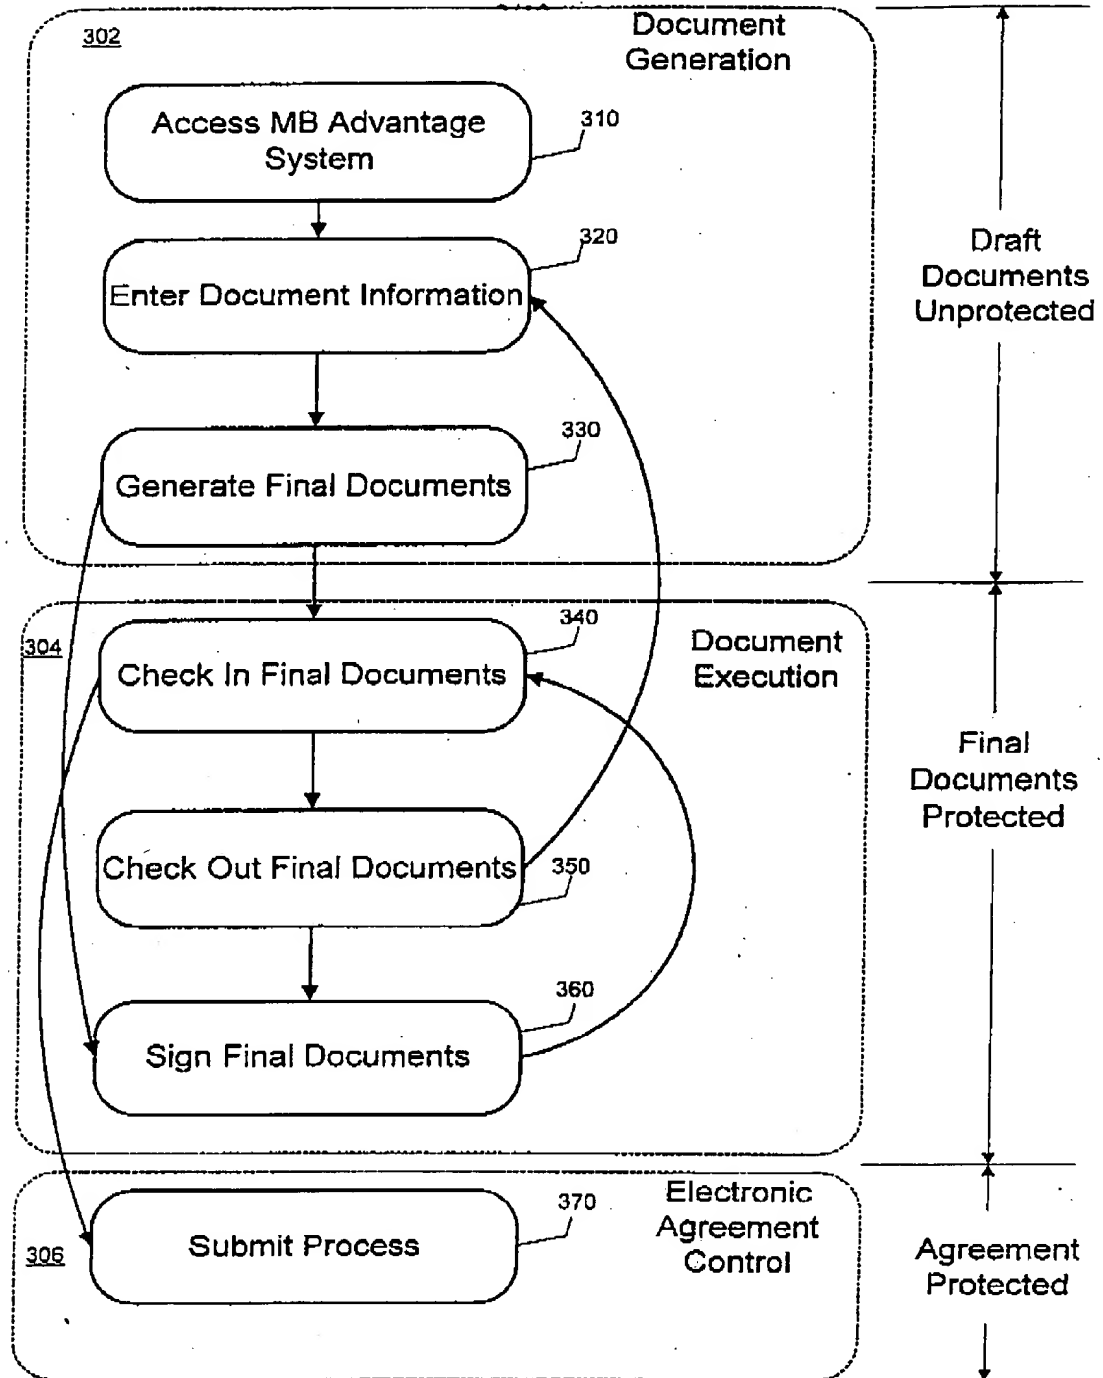 302
Document
Generation
Access MB Advantage
System
310
320
Enter Document Information
Draft
Documents
Unprotected
330
Generate Final Documents
304
340
Document
Execution
Check In Final Documents
Final
Documents
Protected
Check Out Final Documents
350
360
Sign Final Documents
306
370
Submit Process
Electronic
Agreement
Control
Agreement
Protected